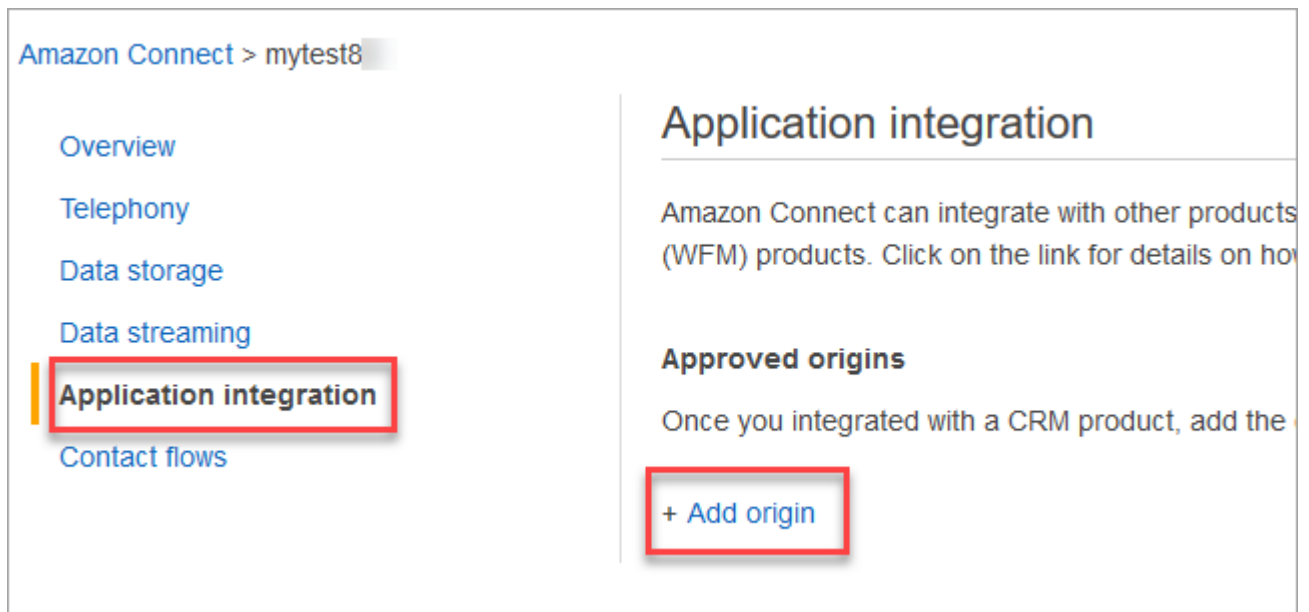 Amazon Connect > mytest8
Overview
Telephony
Data storage
Data streaming
Application integration
Contact flows
Application integration
Amazon Connect can integrate with other products
(WFM) products. Click on the link for details on
Approved origins
Once you integrated with a CRM product, add the
+ Add origin